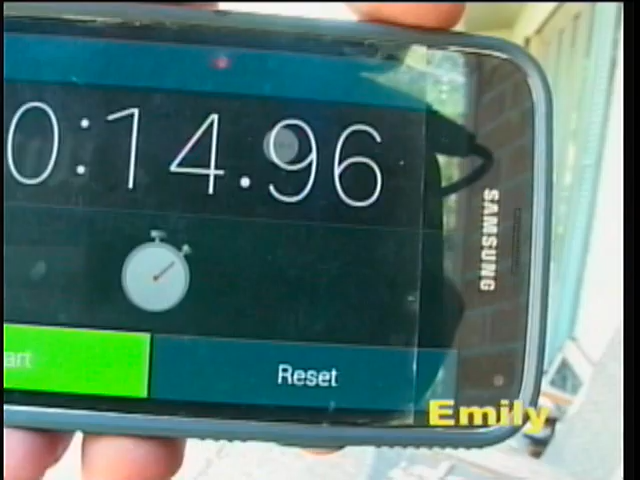 0:14.96
SAMSUNG
art
Reset
Emily